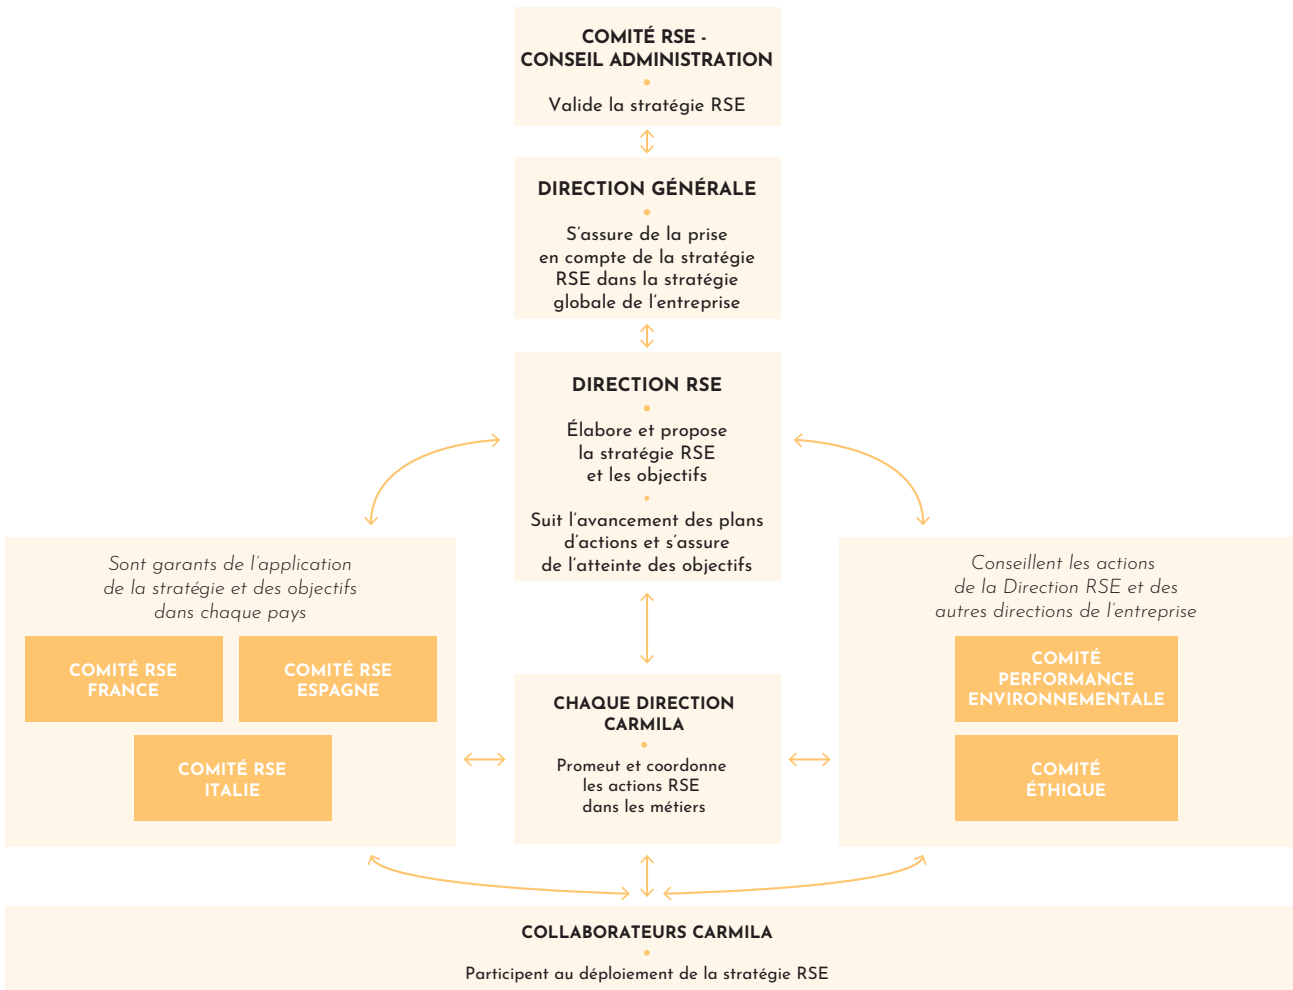 COMITÉ RSE -
CONSEIL ADMINISTRATION
Valide la stratégie RSE
DIRECTION GÉNÉRALE
S’assure de la prise
en compte de la stratégie
RSE dans la stratégie
globale de l’entreprise
DIRECTION RSE
Élabore et propose
la stratégie RSE
et les objectifs
Suit l’avancement des plans
d’actions et s’assure
de l’atteinte des objectifs
Sont garants de l’application
de la stratégie et des objectifs
dans chaque pays
COMITÉ RSE
FRANCE
COMITÉ RSE
ESPAGNE
COMITÉ RSE
ITALIE
CHAQUE DIRECTION
CARMILA
Promeut et coordonne
les actions RSE
dans les métiers
Conseillent les actions
de la Direction RSE et des
autres directions de l’entreprise
COMITÉ
PERFORMANCE
ENVIRONNEMENTALE
COMITÉ
ÉTHIQUE
COLLABORATEURS CARMILA
Participent au déploiement de la stratégie RSE